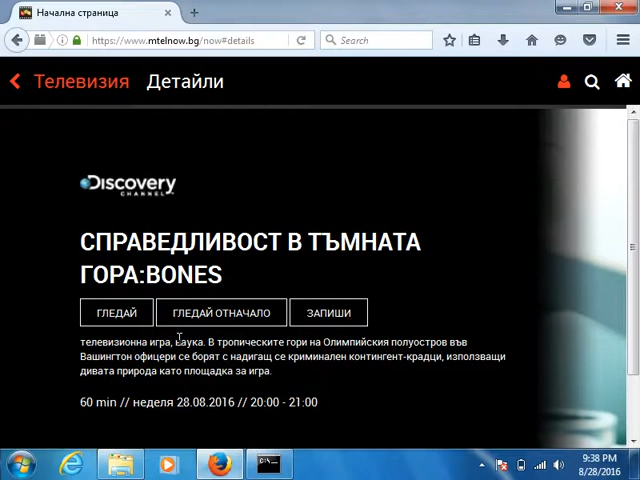 Начална страница
https://www.mtelnow.bg/now#details
Search
Телевизия Детайли
Discovery
CHANNEL
СПРАВЕДЛИВОСТ В ТЪМНАТА
ГОРА:BONES
ГЛЕДАЙ ГЛЕДАЙ ОТНАЧАЛО ЗАПИШИ
телевизионна игра, наука. В тропическите гори на Олимпийския полуостров във
Вашингтон офицери се борят с надигащ се криминален контингент-крадци, използващи
дивата природа като площадка за игра.
60 min // неделя 28.08.2016 // 20:00 - 21:00
9:38 PM
8/28/2016